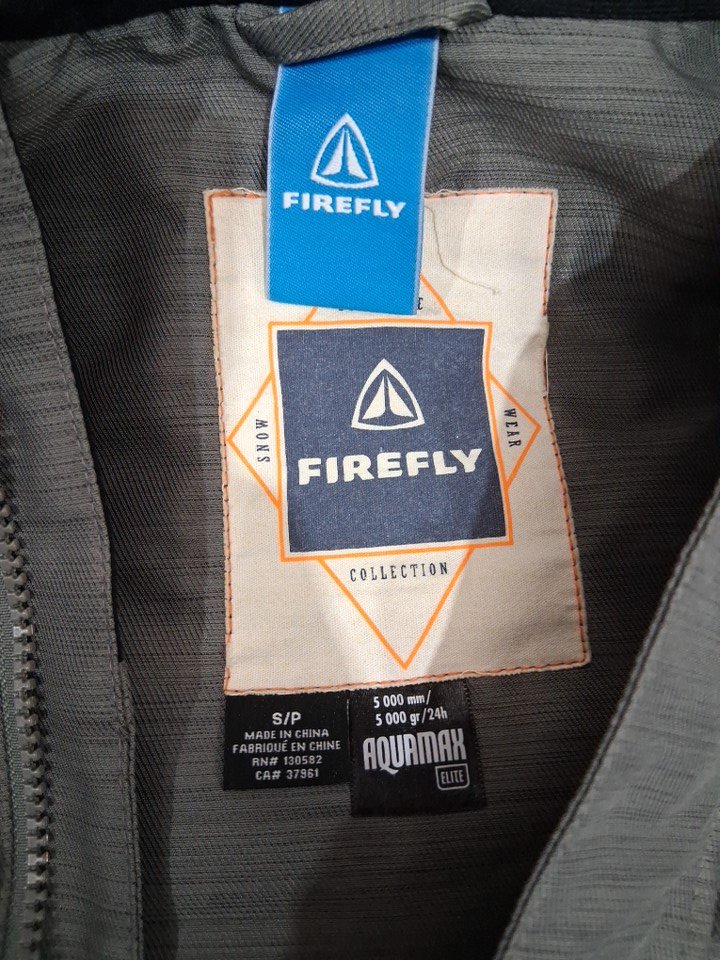 FIREFLY
SNOW
WEAR
FIREFLY
COLLECTION
S/P
MADE IN CHINA
FABRIQUÉ EN CHINE
RN# 130582
CA# 37961
5 000 mm/
5 000 gr/24h
AQUAMAX
ELITE